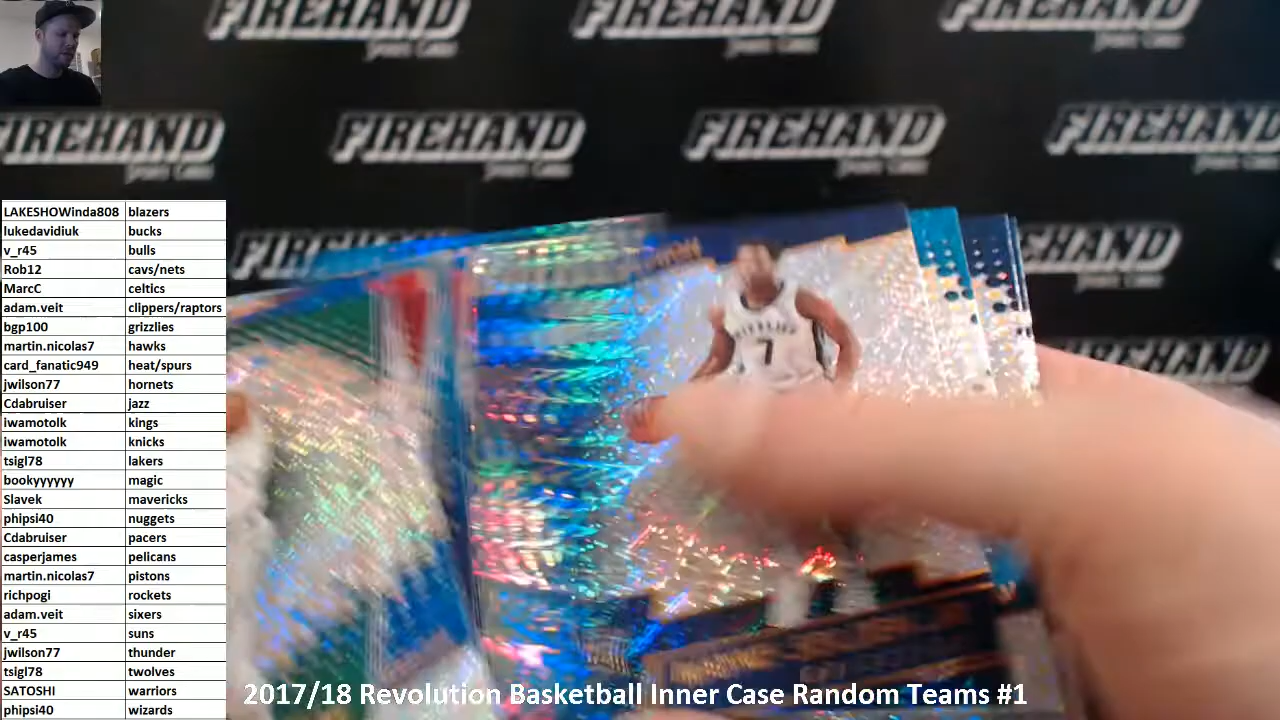 FIREHAND
FIREHAND
FIREHAND
FIREHAND
FIREHAND
FIREHAND
FIREHAND
LAKESHOWinda808 blazers
lukedavidiuk bucks
v_r45 bulls
Rob12 cavs/nets
MarcC celtics
adam.veit clippers/raptors
bgp100 grizzlies
martin.nicolas7 hawks
card_fanatic949 heat/spurs
jwilson77 hornets
Cdabruiser jazz
iwamotolk kings
iwamotolk knicks
tsigl78 lakers
bookyyyyyy magic
Slavek mavericks
phipsi40 nuggets
Cdabruiser pacers
casperjames pelicans
martin.nicolas7 pistons
richpogi rockets
adam.veit sixers
v_r45 suns
jwilson77 thunder
tsigl78 twolves
SATOSHI warriors
phipsi40 wizards
7
2017/18 Revolution Basketball Inner Case Random Teams #1